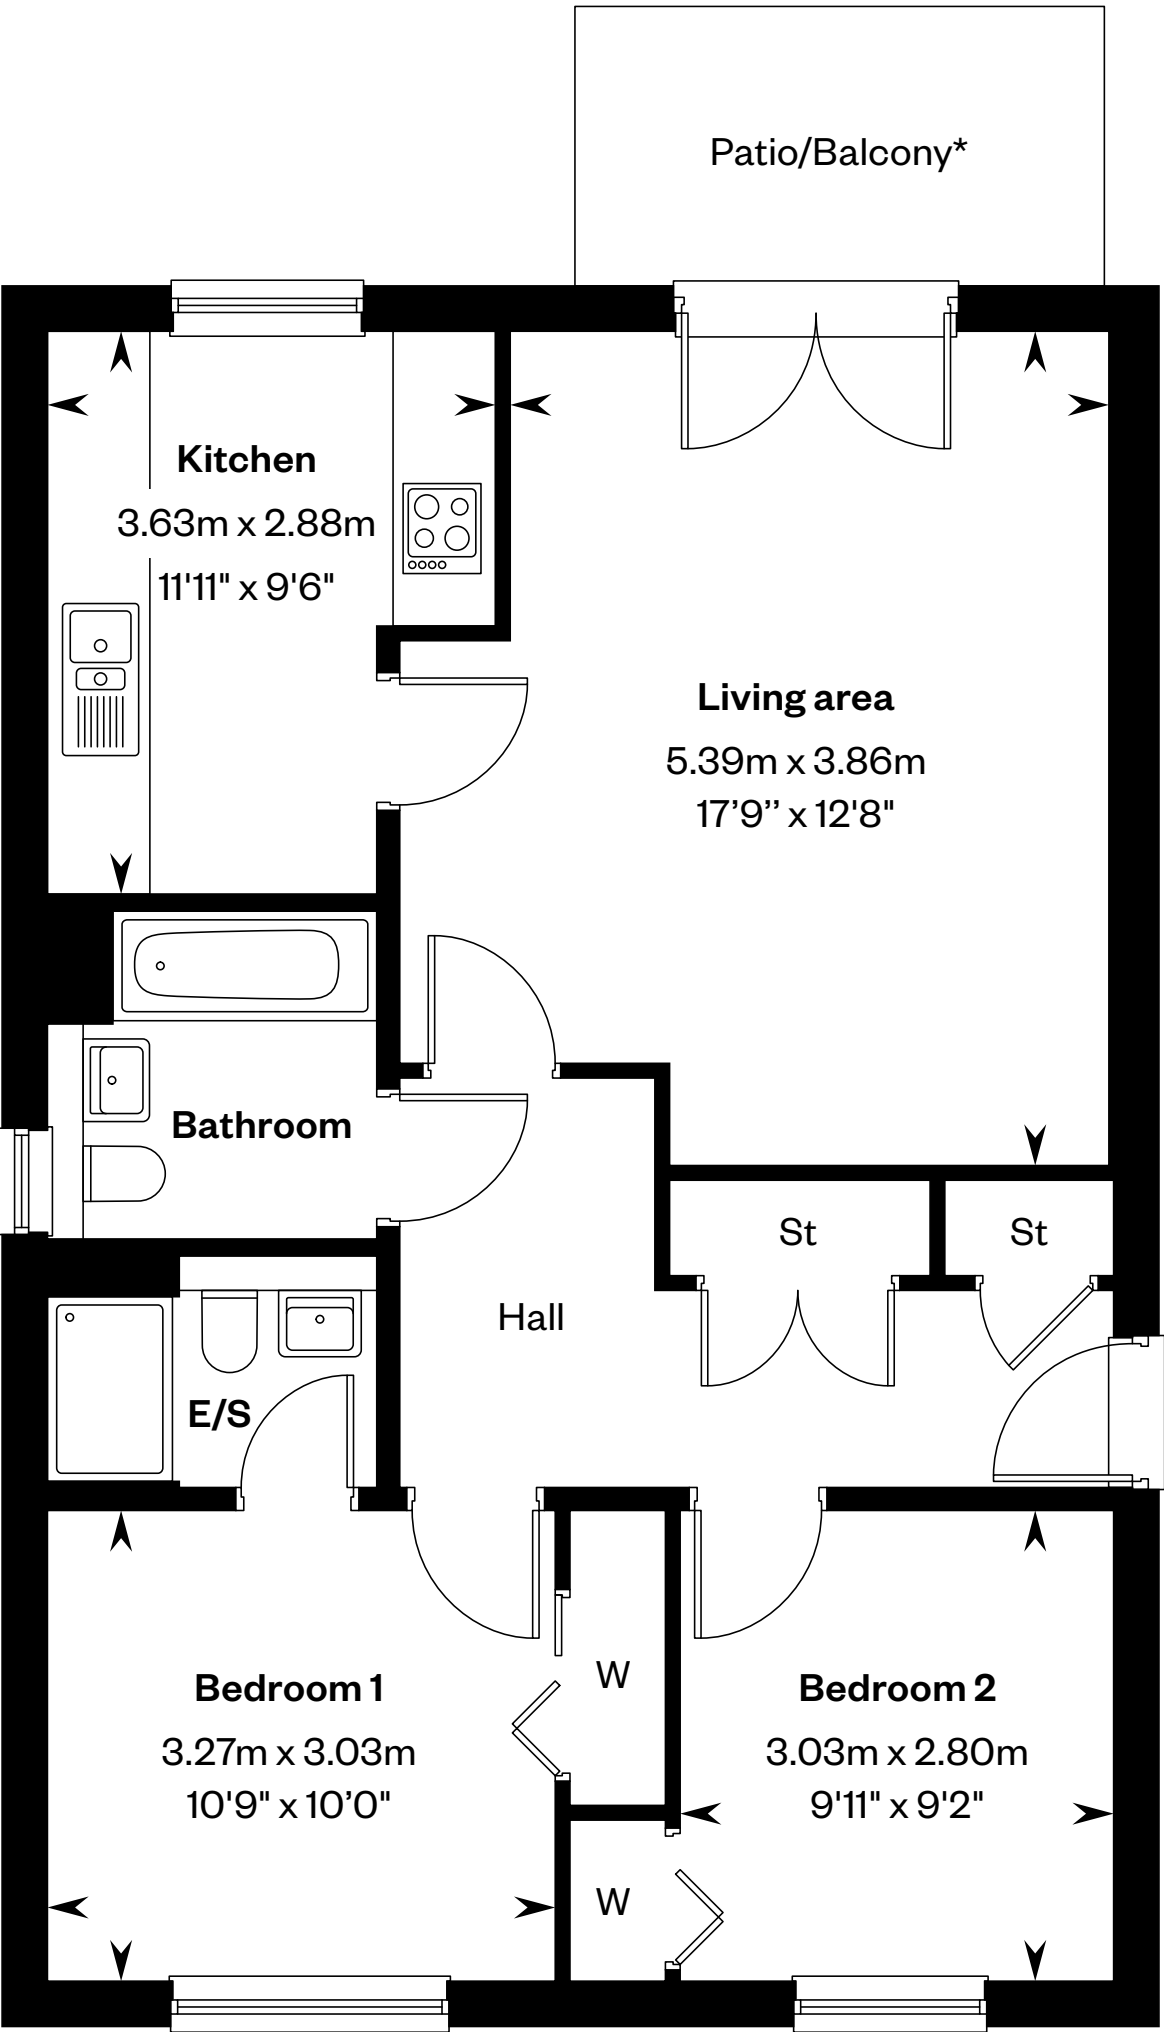 Patio/Balcony*
Kitchen
3.63m x 2.88m
11'11" x 9'6"
Living area
5.39m x 3.86m
17’9’’ x 12'8"
Bathroom
St
St
Hall
E/S
Bedroom 1
3.27m x 3.03m
10'9" x 10’0"
W
Bedroom 2
3.03m x 2.80m
9'11" x 9'2"
W